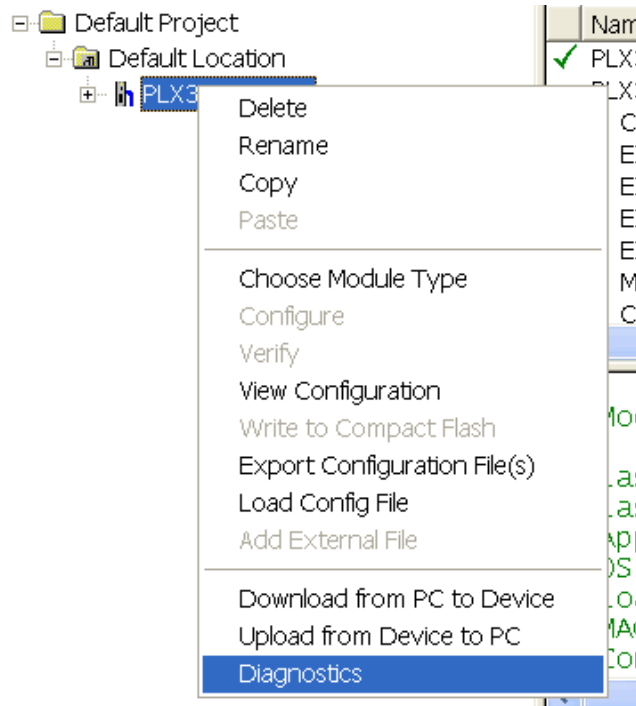 Default Project
Default Location
PLX3
Delete
Rename
Copy
Paste
Choose Module Type
Configure
Verify
View Configuration
Write to Compact Flash
Export Configuration File(s)
Load Config File
Add External File
Download from PC to Device
Upload from Device to PC
Diagnostics